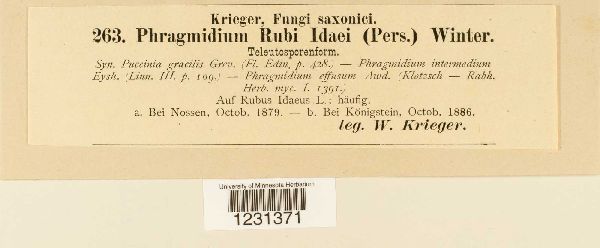 Krieger, Fungi saxonici.
263. Phragmidium Rubi Idaei (Pers.) Winter.
Teleutosporenform.
Syn. Puccinia gracilis Grev. (Fl. Edin. p. 428.) — Phragmidium intermedium
Eysh. (Linn. III. p. 199.) — Phragmidium effusum Awd. (Klotzsch — Rabh.
Herb. myc. I. 1391.)
Auf Rubus Idaeus L.: häufig.
a. Bei Nossen, Octob. 1879. — b. Bei Königstein, Octob. 1886.
leg. W. Krieger.
University of Minnesota Herbarium
1231371